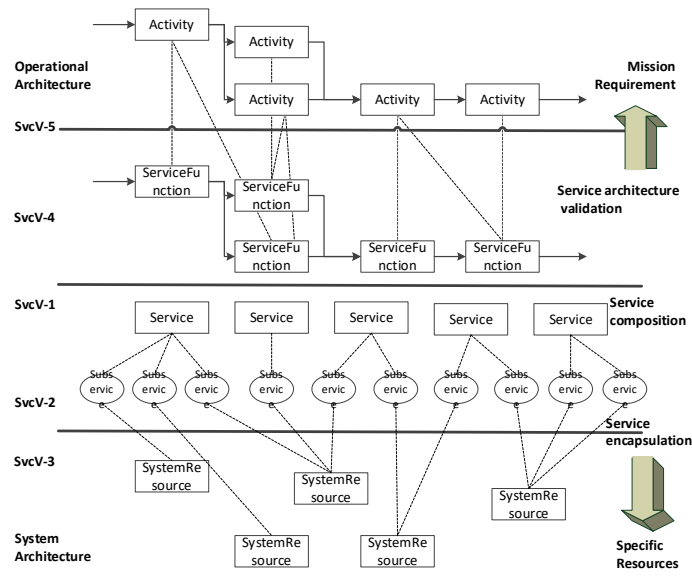 Activity
Activity
Operational
Architecture
Mission
Requirement
Activity
Activity
Activity
SvcV-5
ServiceFu
nction
ServiceFu
nction
Service architecture
validation
SvcV-4
ServiceFu
nction
ServiceFu
nction
ServiceFu
nction
SvcV-1
Service
Service
Service
Service
Service
Service
composition
Subs
ervic
e
Subs
ervic
e
Subs
ervic
e
Subs
ervic
e
Subs
ervic
e
Subs
ervic
e
Subs
ervic
e
Subs
ervic
e
Subs
ervic
e
SvcV-2
Service
encapsulation
SvcV-3
SystemRe
source
SystemRe
source
SystemRe
source
System
Architecture
SystemRe
source
SystemRe
source
Specific
Resources